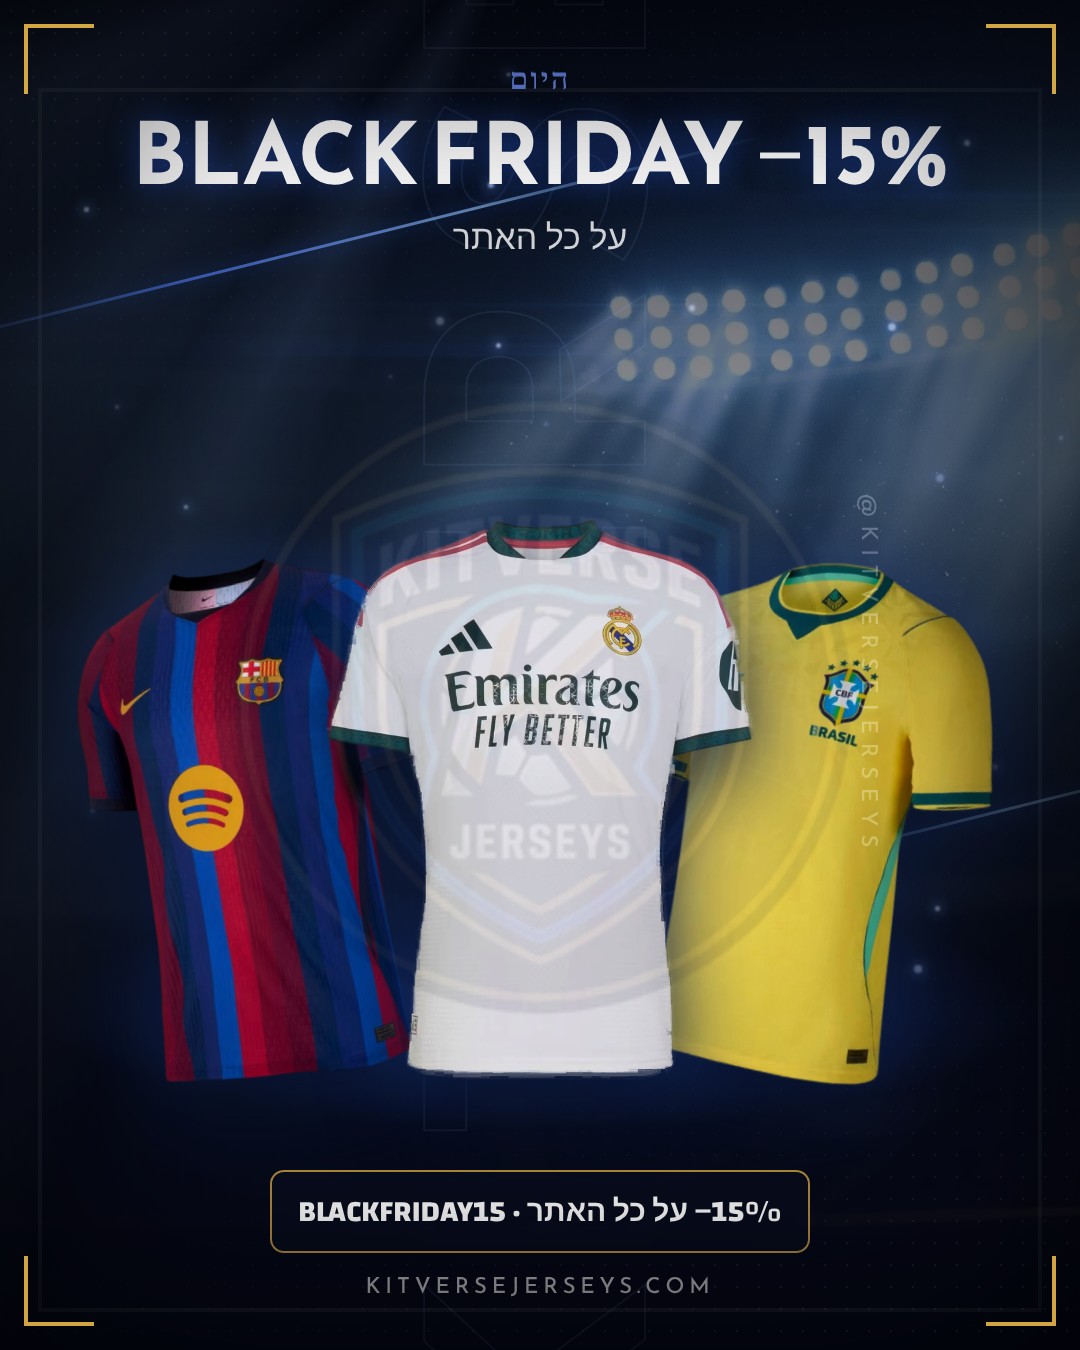 היום
BLACK FRIDAY –15%
על כל האתר
@KITVERSEJERSEYS
KITVERSE
JERSEYS
FCB
Emirates
FLY BETTER
CBF
BRASIL
–15% על כל האתר • BLACKFRIDAY15
KITVERSEJERSEYS.COM